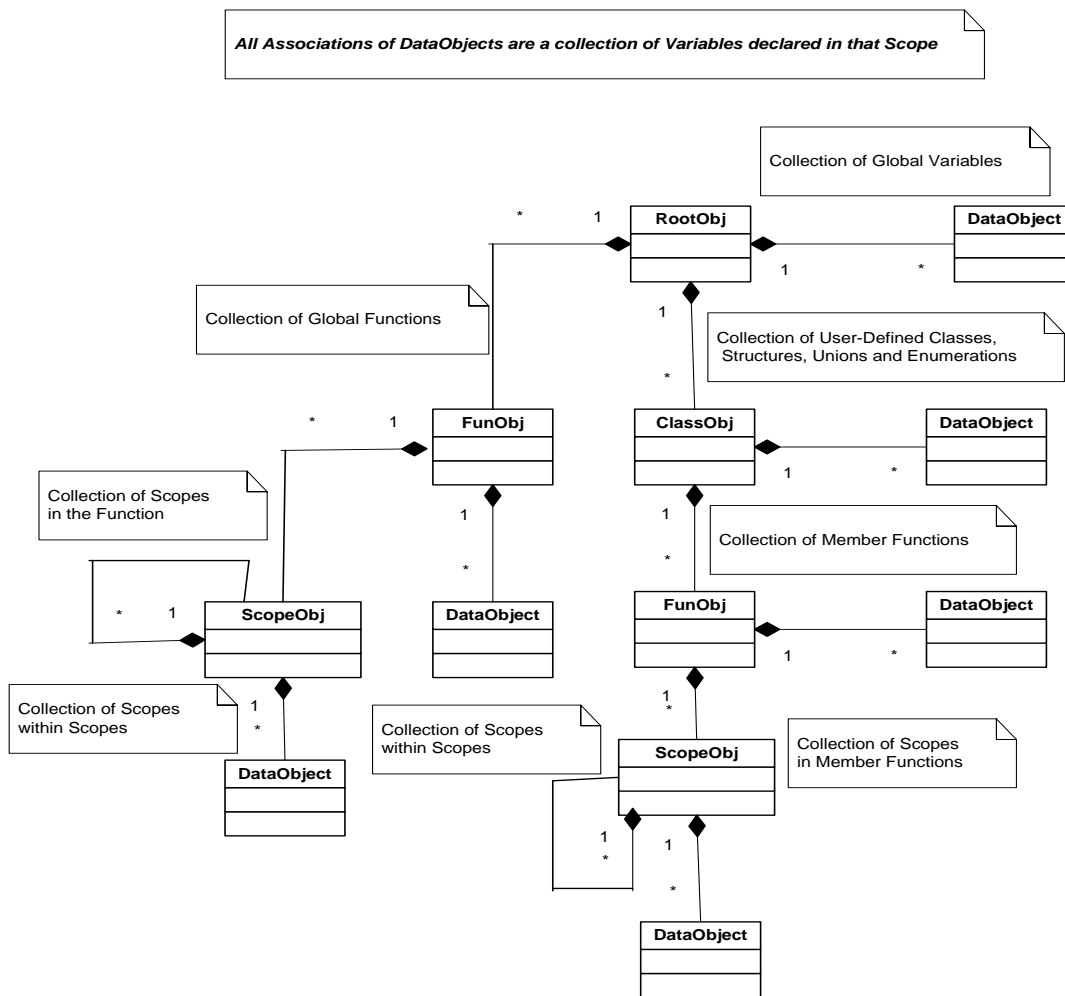 All Associations of DataObjects are a collection of Variables declared in that Scope
Collection of Global Variables
* 1 RootObj DataObject
1 *
Collection of Global Functions
1
Collection of User-Defined Classes,
Structures, Unions and Enumerations
*
* 1 FunObj ClassObj DataObject
1 *
Collection of Scopes
in the Function
1 1
Collection of Member Functions
* *
* 1 ScopeObj DataObject FunObj DataObject
1 *
Collection of Scopes
within Scopes
1
*
Collection of Scopes
within Scopes
1
*
ScopeObj
Collection of Scopes
in Member Functions
DataObject
1 1
* *
DataObject